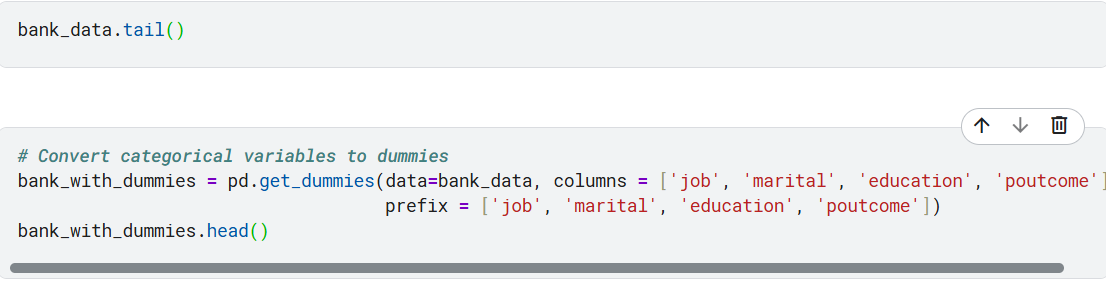 bank_data.tail()
# Convert categorical variables to dummies
bank_with_dummies = pd.get_dummies(data=bank_data, columns = ['job', 'marital', 'education', 'poutcome']
prefix = ['job', 'marital', 'education', 'poutcome'])
bank_with_dummies.head()